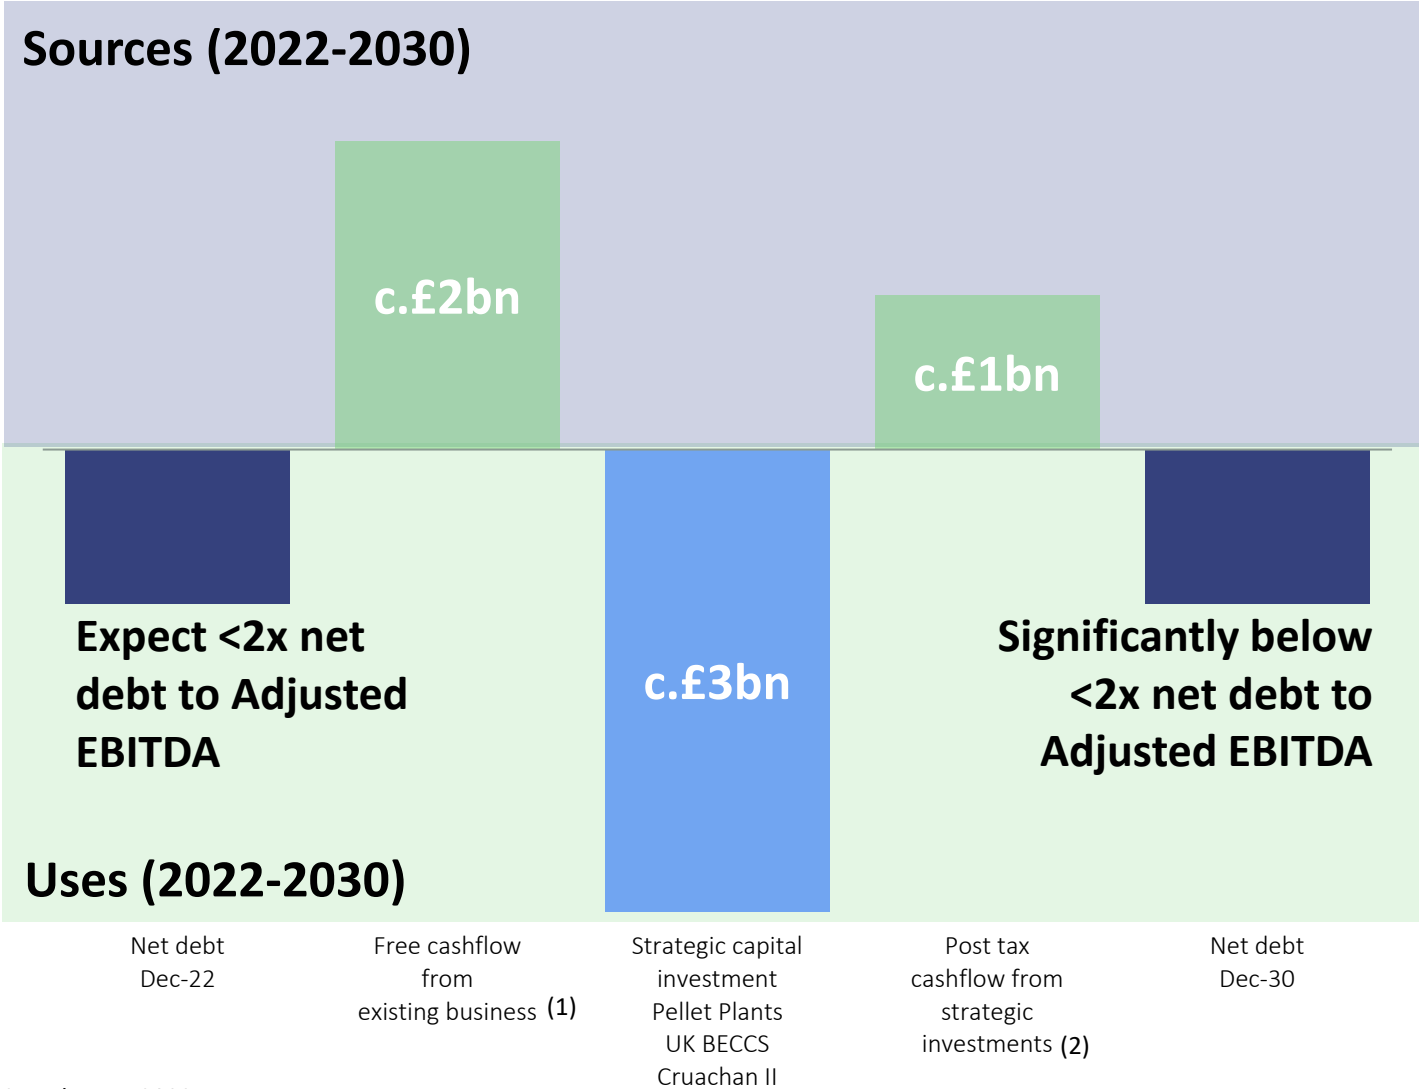 Sources (2022-2030)
c.£2bn
c.£1bn
c.£3bn
Expect <2x net
debt to Adjusted
EBITDA
Significantly below
<2x net debt to
Adjusted EBITDA
Uses (2022-2030)
Net debt
Dec-22
Free cashflow
from
existing business (1)
Strategic capital
investment
Pellet Plants
UK BECCS
Cruachan II
Post tax
cashflow from
strategic
investments (2)
Net debt
Dec-30